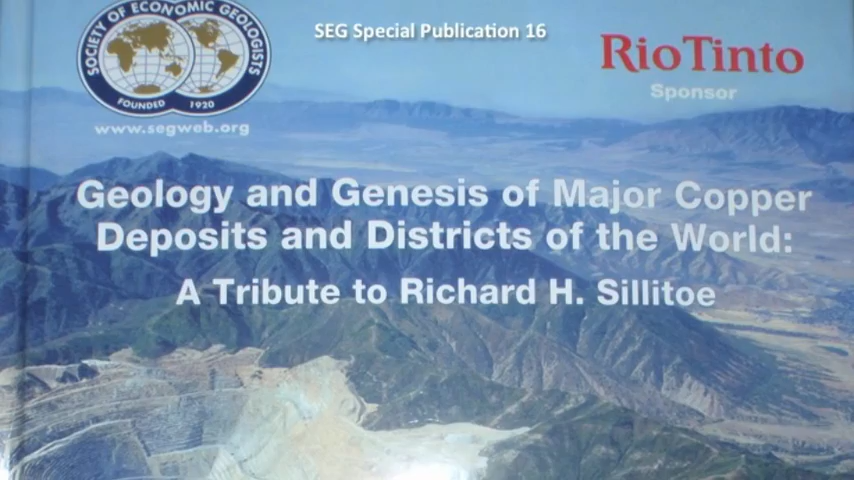 SOCIETY OF ECONOMIC GEOLOGISTS
FOUNDED 1920
www.segweb.org
SEG Special Publication 16
RioTinto
Sponsor
Geology and Genesis of Major Copper
Deposits and Districts of the World:
A Tribute to Richard H. Sillitoe